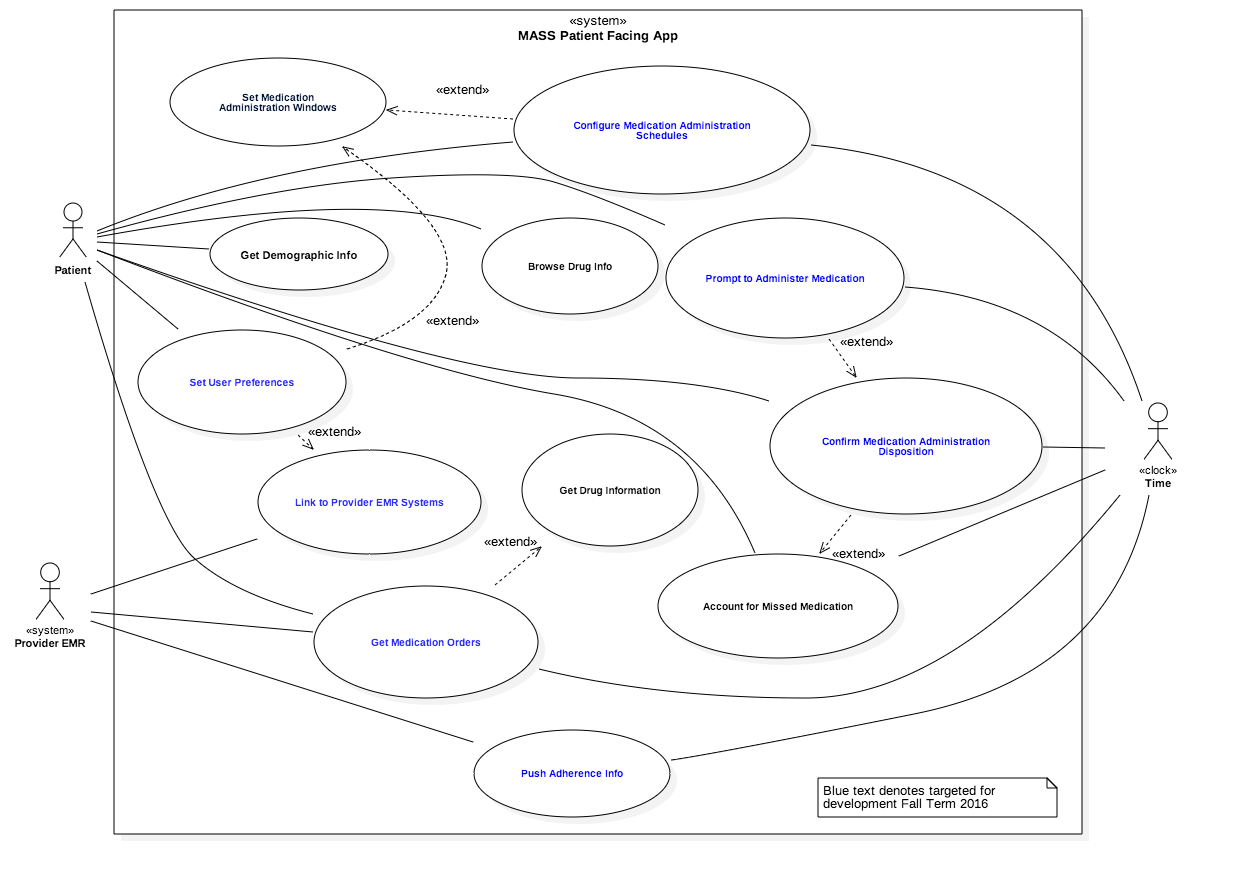 «system»
MASS Patient Facing App
Set Medication
Administration Windows
«extend»
Configure Medication Administration
Schedules
Patient
Get Demographic Info
Browse Drug Info
Prompt to Administer Medication
«extend»
«extend»
Set User Preferences
«extend»
Confirm Medication Administration
Disposition
«clock»
Time
Link to Provider EMR Systems
Get Drug Information
«extend»
«extend»
«system»
Provider EMR
Account for Missed Medication
Get Medication Orders
Push Adherence Info
Blue text denotes targeted for
development Fall Term 2016